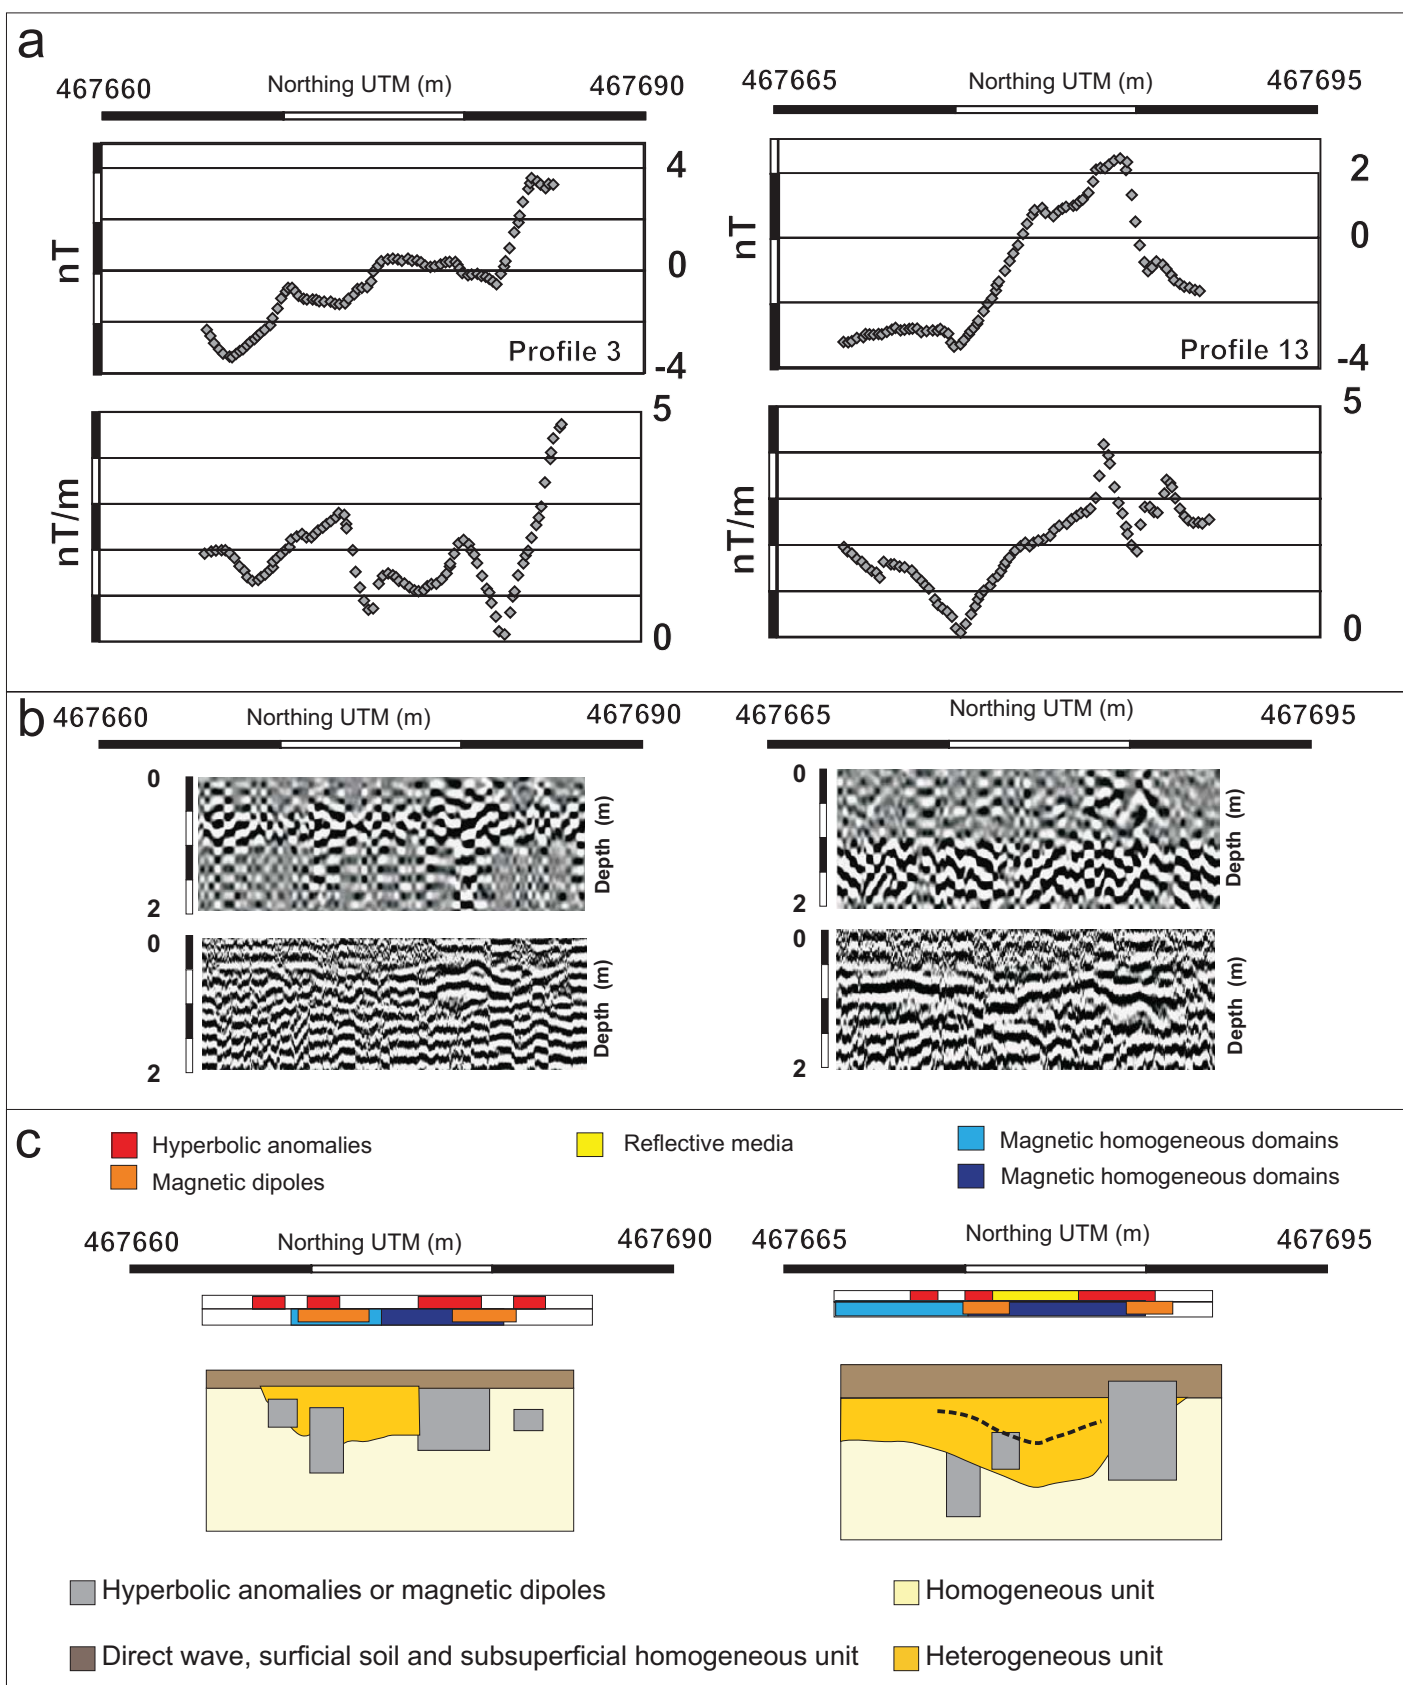 a
467660 Northing UTM (m) 467690
467665 Northing UTM (m) 467695
nT
4
0
-4
Profile 3
nT
2
0
-4
Profile 13
nT/m
5
0
nT/m
5
0
b
467660 Northing UTM (m) 467690
467665 Northing UTM (m) 467695
0
2
Depth (m)
0
2
Depth (m)
0
2
Depth (m)
0
2
Depth (m)
c
Hyperbolic anomalies
Reflective media
Magnetic homogeneous domains
Magnetic dipoles
Magnetic homogeneous domains
467660 Northing UTM (m) 467690
467665 Northing UTM (m) 467695
Hyperbolic anomalies or magnetic dipoles
Homogeneous unit
Direct wave, surficial soil and subsuperficial homogeneous unit
Heterogeneous unit